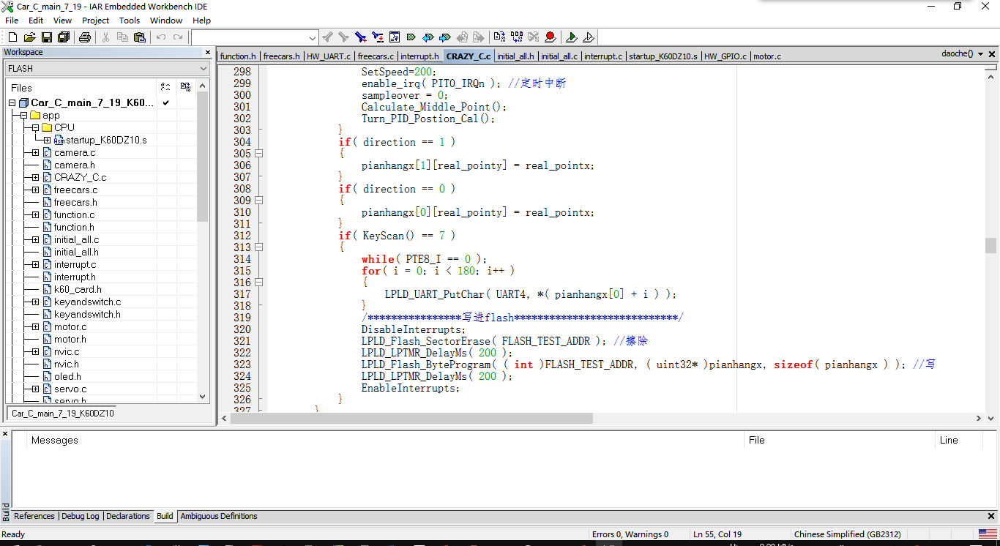 Car_C_main_7_19 - IAR Embedded Workbench IDE
File Edit View Project Tools Window Help
Workspace
function.h freecars.h HW_UART.c freecars.c interrupt.h CRAZY_C.c initial_all.h initial_all.c interrupt.c startup_K60DZ10.s HW_GPIO.c motor.c daoche()
FLASH
Files
Car_C_main_7_19_K60...
app
CPU
startup_K60DZ10.s
camera.c
camera.h
CRAZY_C.c
freecars.c
freecars.h
function.c
function.h
initial_all.c
initial_all.h
interrupt.c
interrupt.h
k60_card.h
keyandswitch.c
keyandswitch.h
motor.c
motor.h
nvic.c
nvic.h
oled.h
servo.c
servo.h
Car_C_main_7_19_K60DZ10
298 SetSpeed=200;
299 enable_irq( PIT0_IRQn ); //定时中断
300 sampleover = 0;
301 Calculate_Middle_Point();
302 Turn_PID_Postion_Cal();
303 }
304 if( direction == 1 )
305 {
306 pianhangx[1][real_pointy] = real_pointx;
307 }
308 if( direction == 0 )
309 {
310 pianhangx[0][real_pointy] = real_pointx;
311 }
312 if( KeyScan() == 7 )
313 {
314 while( PTE8_I == 0 );
315 for( i = 0; i < 180; i++ )
316 {
317 LPLD_UART_PutChar( UART4, *( pianhangx[0] + i ) );
318 }
319 /****************写进flash****************************/
320 DisableInterrupts;
321 LPLD_Flash_SectorErase( FLASH_TEST_ADDR ); //擦除
322 LPLD_LPTMR_DelayMs( 200 );
323 LPLD_Flash_ByteProgram( ( int )FLASH_TEST_ADDR, ( uint32* )pianhangx, sizeof( pianhangx ) ); //写
324 LPLD_LPTMR_DelayMs( 200 );
325 EnableInterrupts;
326 }
327 }
Messages File Line
Build
References Debug Log Declarations Build Ambiguous Definitions
Ready Errors 0, Warnings 0 Ln 55, Col 19 Chinese Simplified (GB2312)